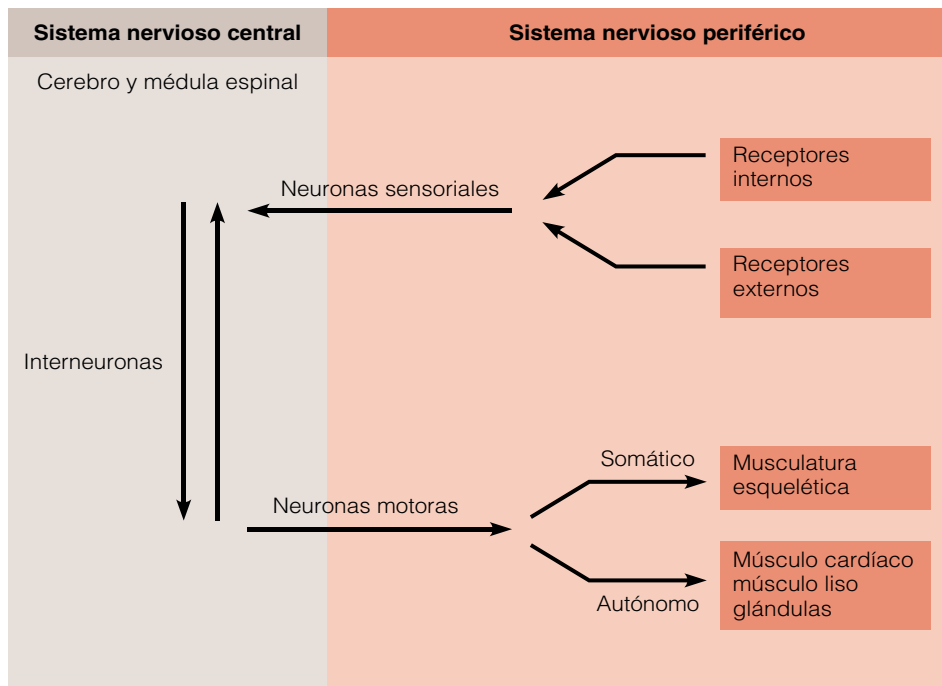 Sistema nervioso central
Sistema nervioso periférico
Cerebro y médula espinal
Receptores
internos
Neuronas sensoriales
Receptores
externos
Interneuronas
Somático
Musculatura
esquelética
Neuronas motoras
Autónomo
Músculo cardíaco
músculo liso
glándulas